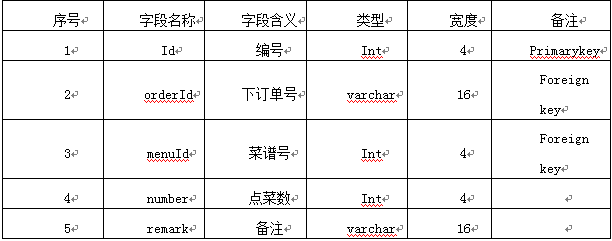 序号 字段名称 字段含义 类型 宽度 备注
1 Id 编号 Int 4 Primarykey
2 orderId 下订单号 varchar 16 Foreign key
3 menuId 菜谱号 Int 4 Foreign key
4 number 点菜数 Int 4
5 remark 备注 varchar 16